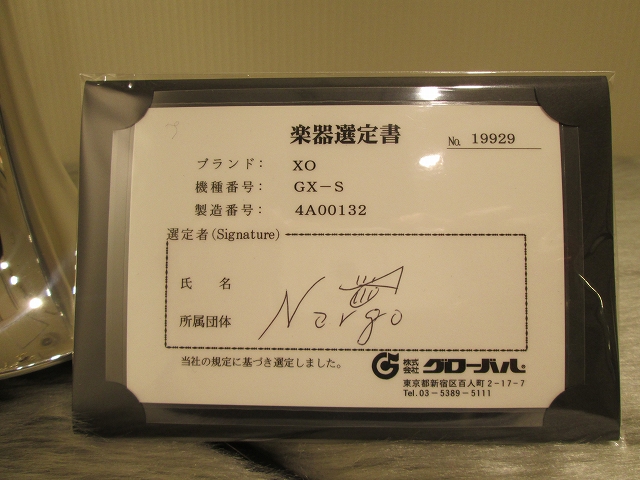 楽器選定書
No. 19929
ブランド： XO
機種番号： GX-S
製造番号： 4A00132
選定者(Signature)
氏 名
所属団体
Nargo
当社の規定に基づき選定しました。
株式会社 グローバル
東京都新宿区百人町2-17-7
Tel.03-5389-5111